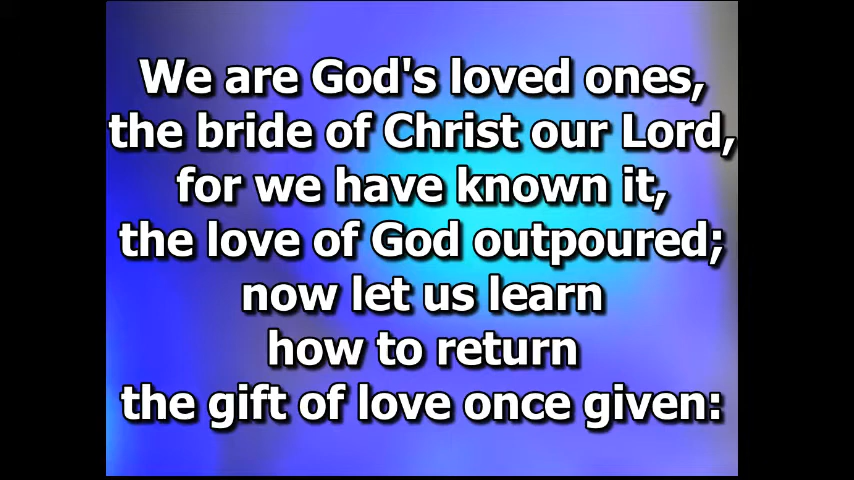 We are God's loved ones,
the bride of Christ our Lord,
for we have known it,
the love of God outpoured;
now let us learn
how to return
the gift of love once given: